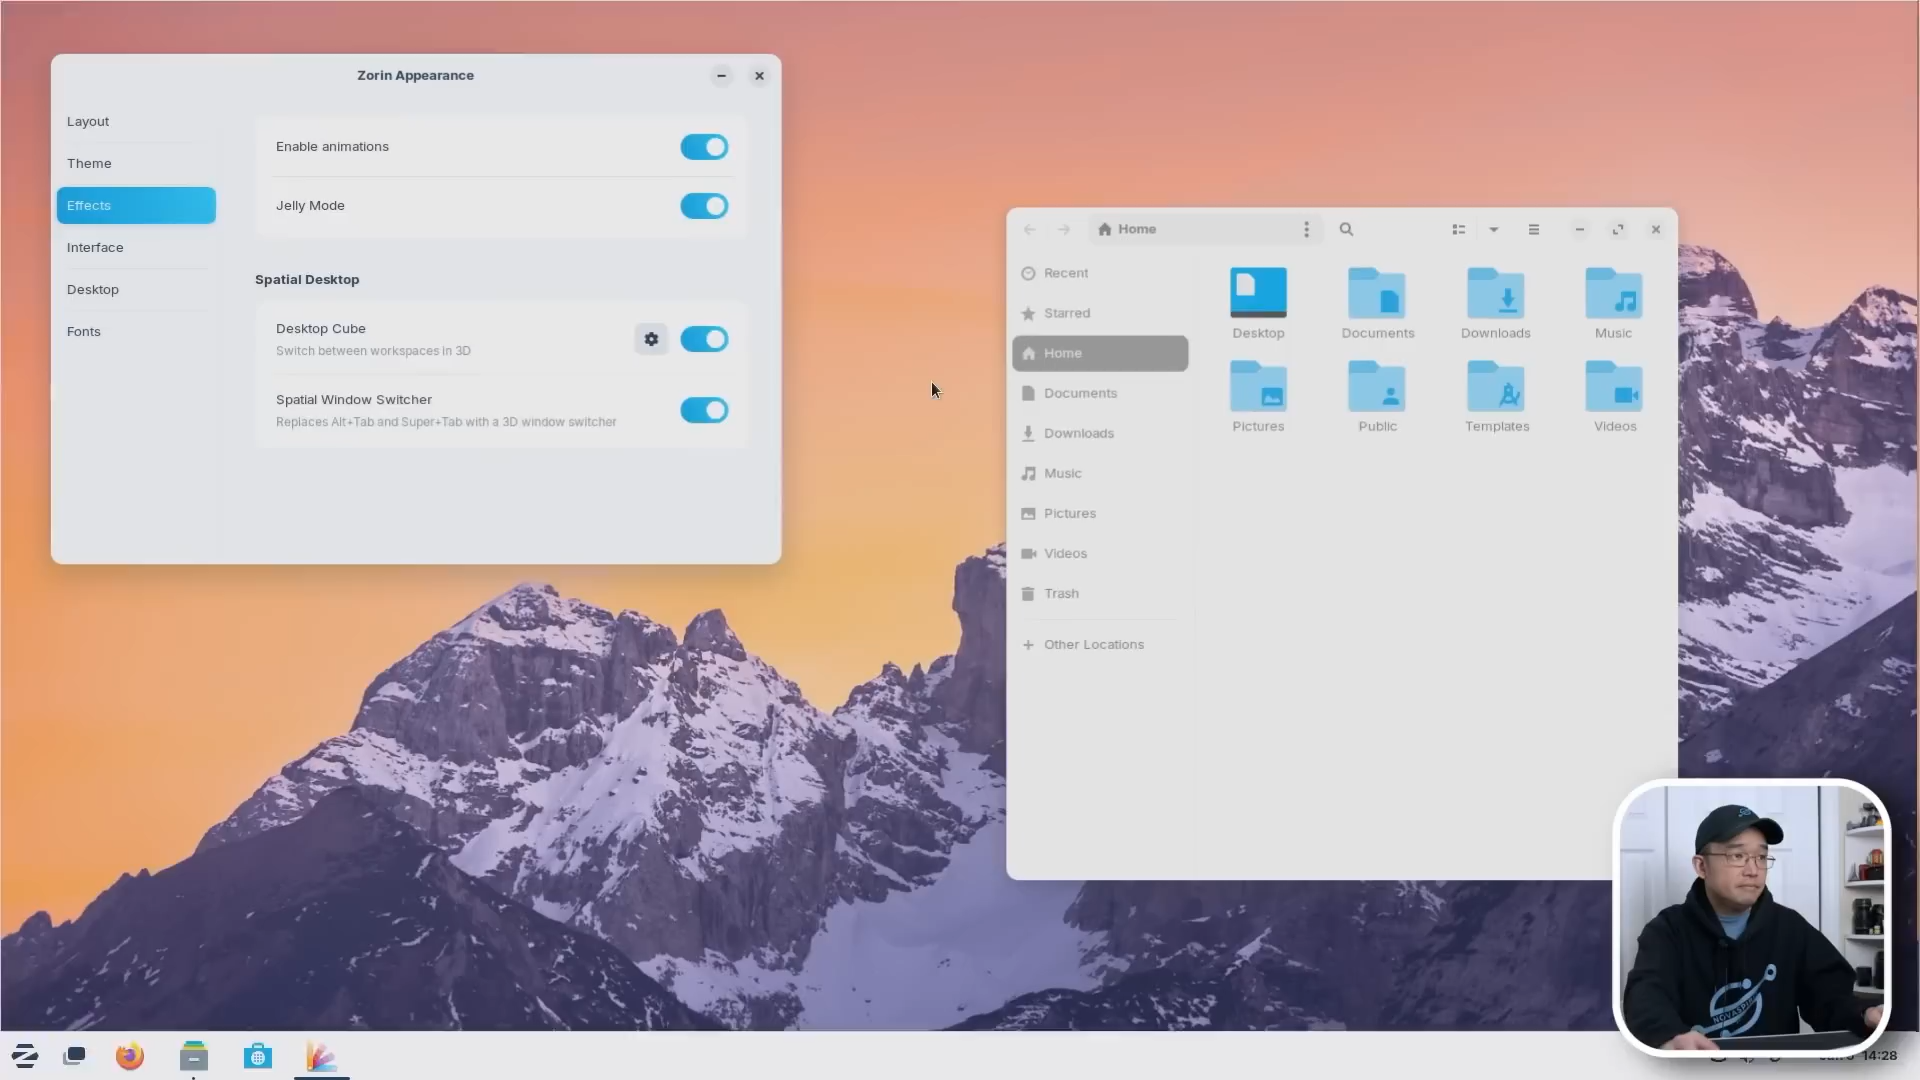 Zorin Appearance
Layout
Theme
Effects
Interface
Desktop
Fonts
Enable animations
Jelly Mode
Spatial Desktop
Desktop Cube
Switch between workspaces in 3D
Spatial Window Switcher
Replaces Alt+Tab and Super+Tab with a 3D window switcher
Home
Recent
Starred
Home
Documents
Downloads
Music
Pictures
Videos
Trash
Other Locations
Desktop
Documents
Downloads
Music
Pictures
Public
Templates
Videos
NOVASPIRIT
14:28